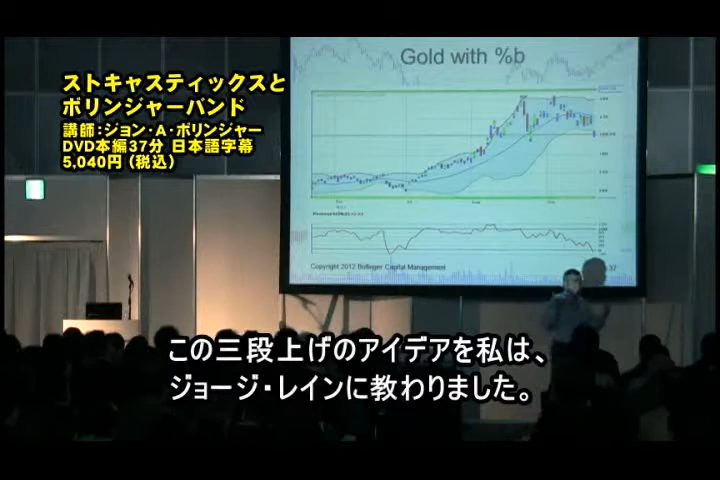 Gold with %b
ストキャスティックスと
ボリンジャーバンド
講師:ジョン・A・ボリンジャー
DVD本編37分 日本語字幕
5,040円 (税込)
Copyright 2012 Bollinger Capital Management
37
この三段上げのアイデアを私は、
ジョージ・レインに教わりました。